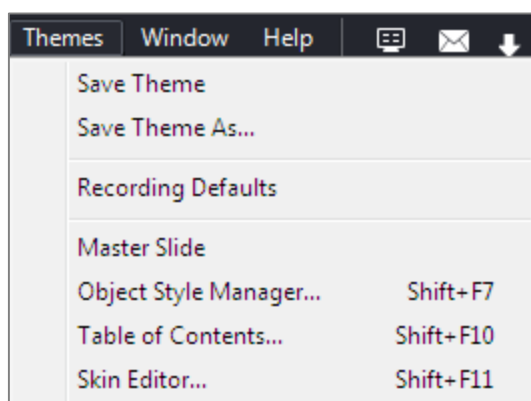 Themes Window Help
Save Theme
Save Theme As...
Recording Defaults
Master Slide
Object Style Manager... Shift+F7
Table of Contents... Shift+F10
Skin Editor... Shift+F11